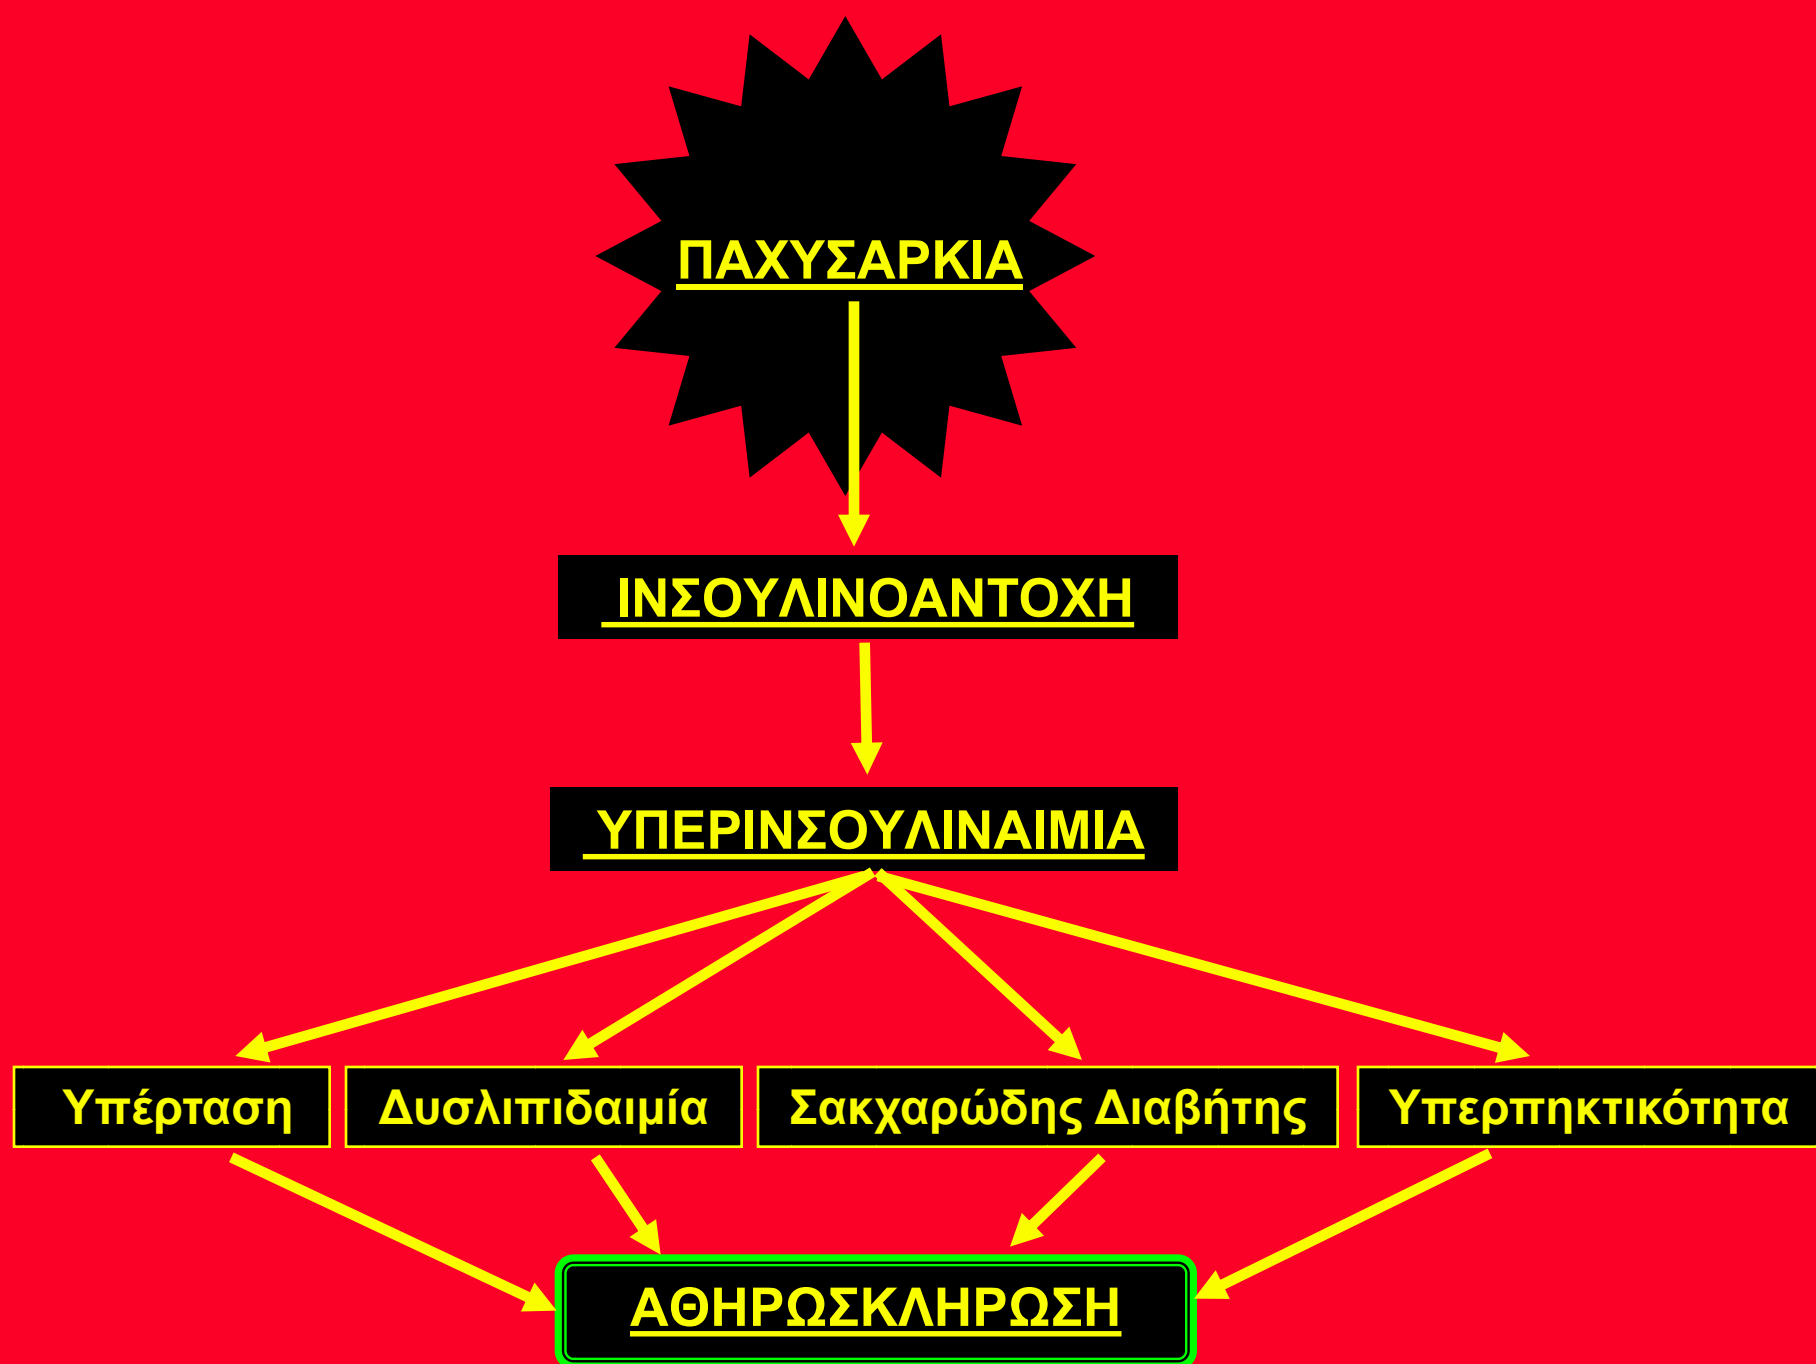 ΠΑΧΥΣΑΡΚΙΑ
ΙΝΣΟΥΛΙΝΟΑΝΤΟΧΗ
ΥΠΕΡΙΝΣΟΥΛΙΝΑΙΜΙΑ
Υπέρταση
Δυσλιπιδαιμία
Σακχαρώδης Διαβήτης
Υπερπηκτικότητα
ΑΘΗΡΩΣΚΛΗΡΩΣΗ